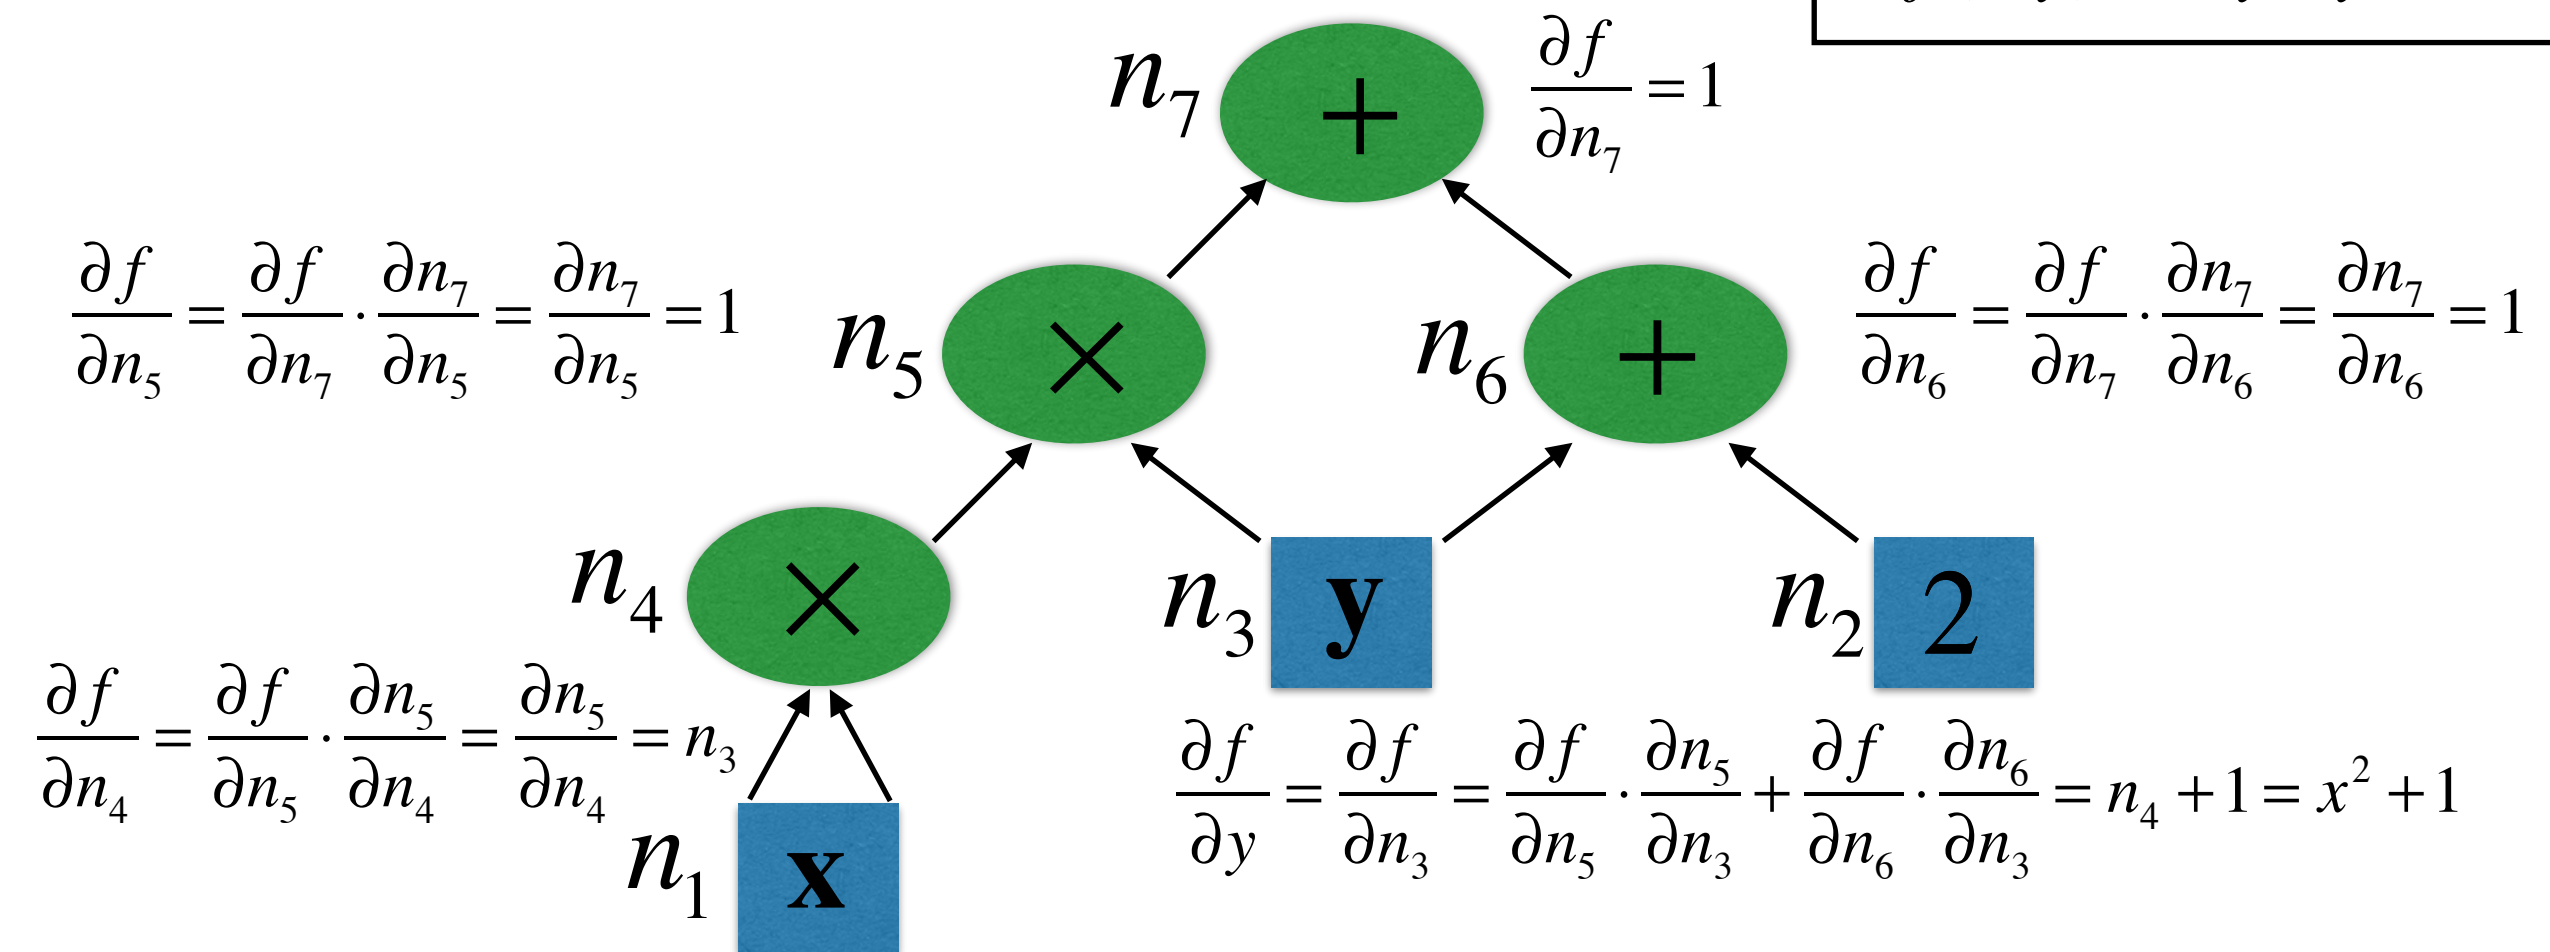 n₇ + ∂f/∂n₇ = 1
∂f/∂n₅ = ∂f/∂n₇ · ∂n₇/∂n₅ = ∂n₇/∂n₅ = 1
n₅ ×
n₆ +
∂f/∂n₆ = ∂f/∂n₇ · ∂n₇/∂n₆ = ∂n₇/∂n₆ = 1
n₄ ×
n₃ y
n₂ 2
∂f/∂n₄ = ∂f/∂n₅ · ∂n₅/∂n₄ = ∂n₅/∂n₄ = n₃
∂f/∂y = ∂f/∂n₃ = ∂f/∂n₅ · ∂n₅/∂n₃ + ∂f/∂n₆ · ∂n₆/∂n₃ = n₄ + 1 = x² + 1
n₁ x